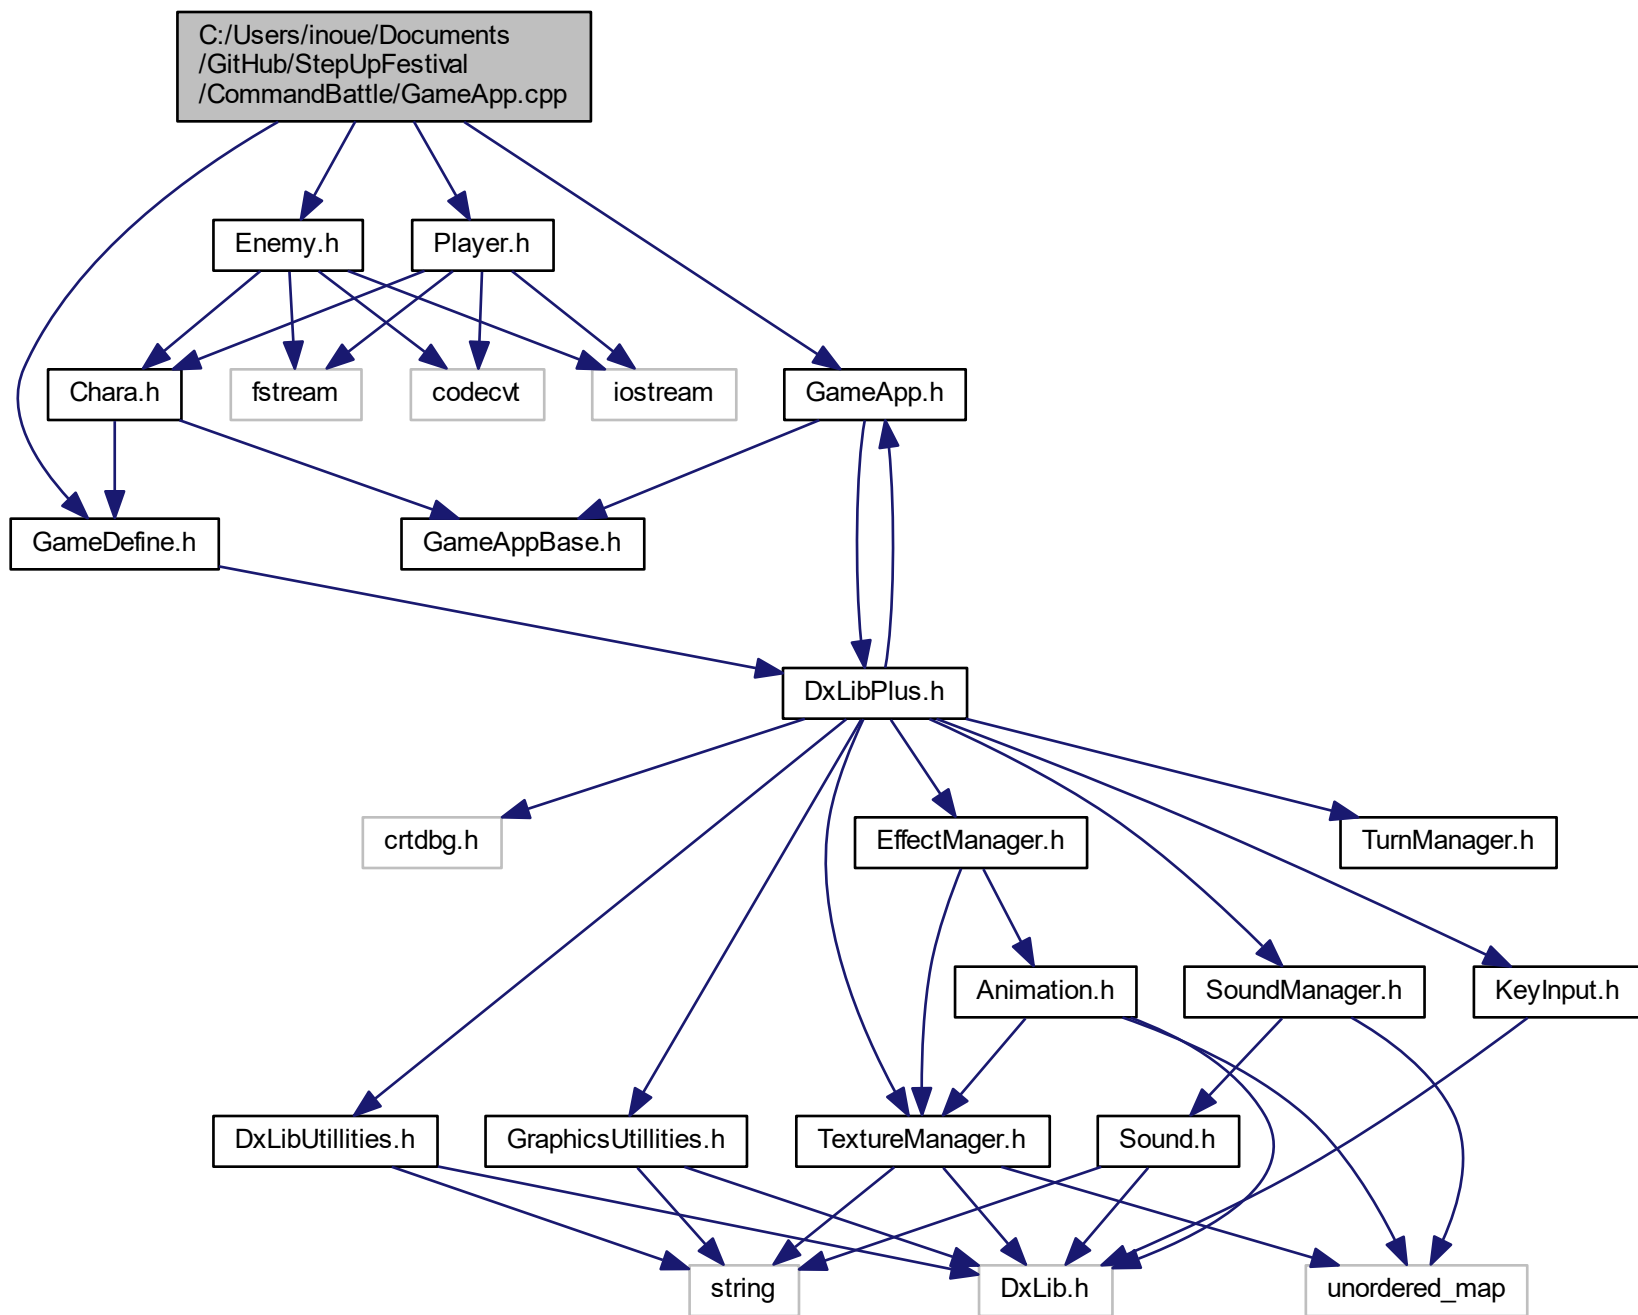 C:/Users/inoue/Documents
/GitHub/StepUpFestival
/CommandBattle/GameApp.cpp
Enemy.h
Player.h
Chara.h
fstream
codecvt
iostream
GameApp.h
GameDefine.h
GameAppBase.h
DxLibPlus.h
crtdbg.h
EffectManager.h
TurnManager.h
Animation.h
SoundManager.h
KeyInput.h
DxLibUtillities.h
GraphicsUtillities.h
TextureManager.h
Sound.h
string
DxLib.h
unordered_map